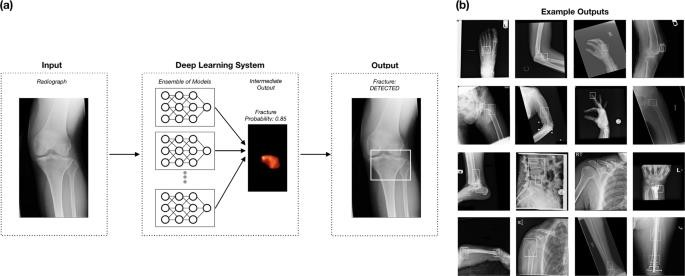 (a)
Input
Deep Learning System
Output
Radiograph
Ensemble of Models
Intermediate
Output
Fracture
Probability: 0.85
Fracture:
DETECTED
(b)
Example Outputs
L